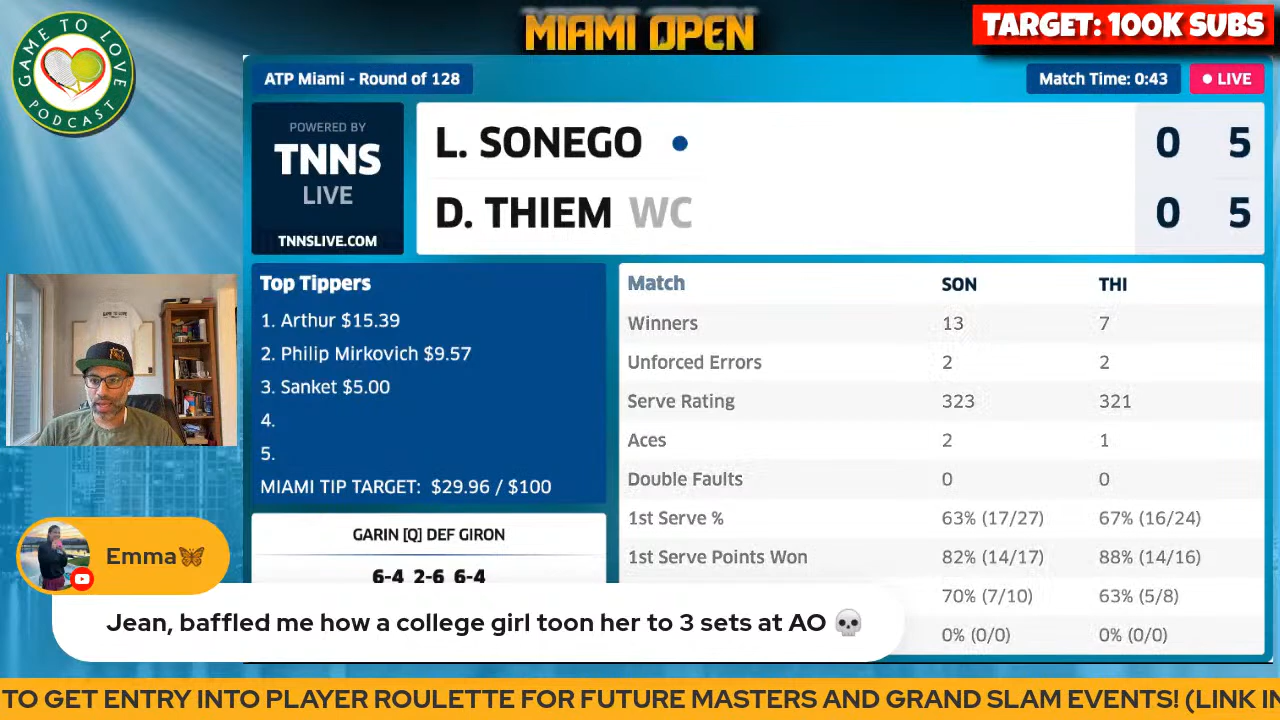 GAME TO LOVE
PODCAST
MIAMI OPEN
TARGET: 100K SUBS
ATP Miami - Round of 128
Match Time: 0:43
LIVE
POWERED BY
TNNS
LIVE
TNNSLIVE.COM
L. SONEGO 0 5
D. THIEM WC 0 5
Top Tippers
1. Arthur $15.39
2. Philip Mirkovich $9.57
3. Sanket $5.00
4.
5.
MIAMI TIP TARGET: $29.96 / $100
GARIN [Q] DEF GIRON
6-4 2-6 6-4
Match SON THI
Winners 13 7
Unforced Errors 2 2
Serve Rating 323 321
Aces 2 1
Double Faults 0 0
1st Serve % 63% (17/27) 67% (16/24)
1st Serve Points Won 82% (14/17) 88% (14/16)
70% (7/10) 63% (5/8)
0% (0/0) 0% (0/0)
Emma🦋
Jean, baffled me how a college girl toon her to 3 sets at AO 💀
TO GET ENTRY INTO PLAYER ROULETTE FOR FUTURE MASTERS AND GRAND SLAM EVENTS! (LINK IN